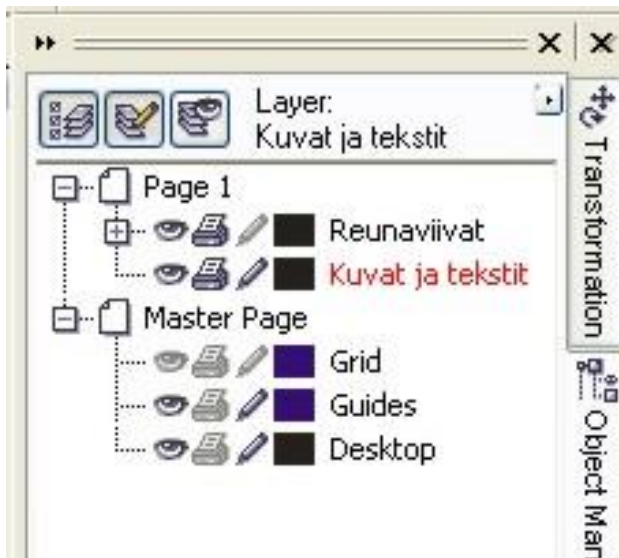 Layer:
Kuvat ja tekstit
Page 1
Reunaviivat
Kuvat ja tekstit
Master Page
Grid
Guides
Desktop
Transformation
Object Man